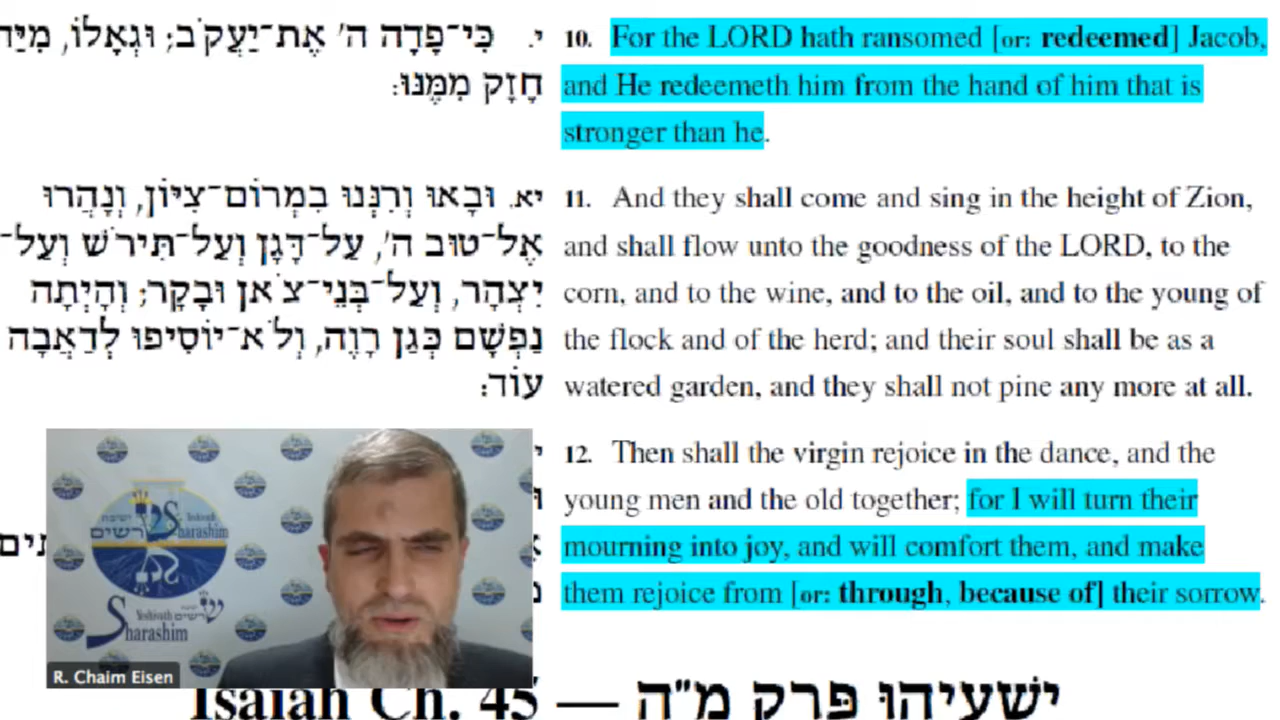 י. כִּי־פָדָה ה' אֶת־יַעֲקֹב; וּגְאָלוֹ,
חָזָק מִמֶּנּוּ:
10. For the LORD hath ransomed [or: redeemed] Jacob,
and He redeemeth him from the hand of him that is
stronger than he.
יא. וּבָאוּ וְרִנְּנוּ בִמְרוֹם־צִיּוֹן, וְנָהֲרוּ
אֶל־טוּב ה', עַל־דָּגָן וְעַל־תִּירֹשׁ וְעַל־
יִצְהָר, וְעַל־בְּנֵי־צֹאן וּבָקָר; וְהָיְתָה
נַפְשָׁם כְּגַן רָוֶה, וְלֹא־יוֹסִיפוּ לְדַאֲבָה
עוֹד:
11. And they shall come and sing in the height of Zion,
and shall flow unto the goodness of the LORD, to the
corn, and to the wine, and to the oil, and to the young of
the flock and of the herd; and their soul shall be as a
watered garden, and they shall not pine any more at all.
12. Then shall the virgin rejoice in the dance, and the
young men and the old together; for I will turn their
mourning into joy, and will comfort them, and make
them rejoice from [or: through, because of] their sorrow.
Yeshivath
Sharashim
ישיבת
שרשים
Yeshivath
Sharashim
ישיבת
שרשים
R. Chaim Eisen
Isaiah Ch. 45 — ישעיהו פרק מ"ה